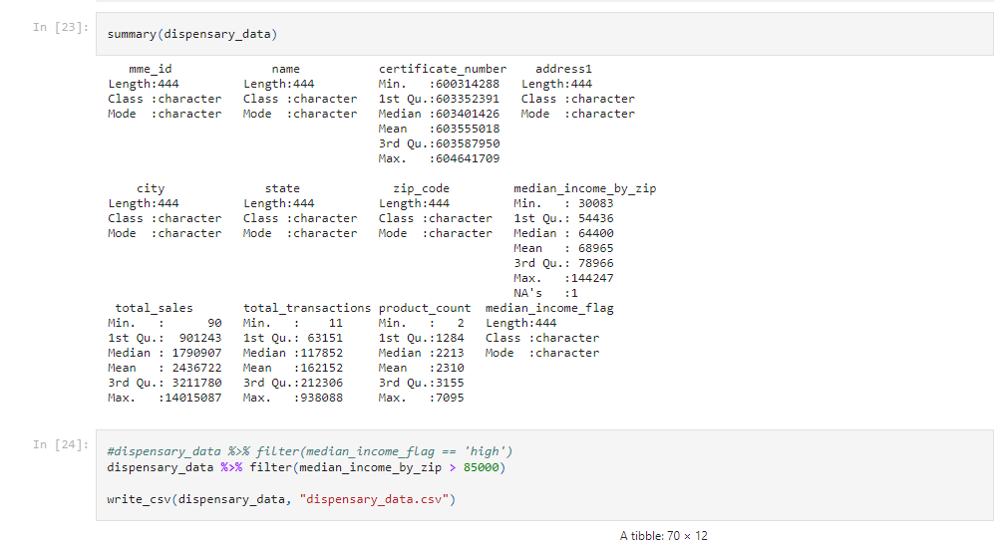 In [23]:
summary(dispensary_data)
mme_id name certificate_number address1
Length:444 Length:444 Min. :600314288 Length:444
Class :character Class :character 1st Qu.:603352391 Class :character
Mode :character Mode :character Median :603401426 Mode :character
Mean :603555018
3rd Qu.:603587950
Max. :604641709
city state zip_code median_income_by_zip
Length:444 Length:444 Length:444 Min. : 30083
Class :character Class :character Class :character 1st Qu.: 54436
Mode :character Mode :character Mode :character Median : 64400
Mean : 68965
3rd Qu.: 78966
Max. :144247
NA's :1
total_sales total_transactions product_count median_income_flag
Min. : 90 Min. : 11 Min. : 2 Length:444
1st Qu.: 901243 1st Qu.: 63151 1st Qu.:1284 Class :character
Median : 1790907 Median :117852 Median :2213 Mode :character
Mean : 2436722 Mean :162152 Mean :2310
3rd Qu.: 3211780 3rd Qu.:212306 3rd Qu.:3155
Max. :14015087 Max. :938088 Max. :7095
In [24]:
#dispensary_data %>% filter(median_income_flag == 'high')
dispensary_data %>% filter(median_income_by_zip > 85000)
write_csv(dispensary_data, "dispensary_data.csv")
A tibble: 70 × 12